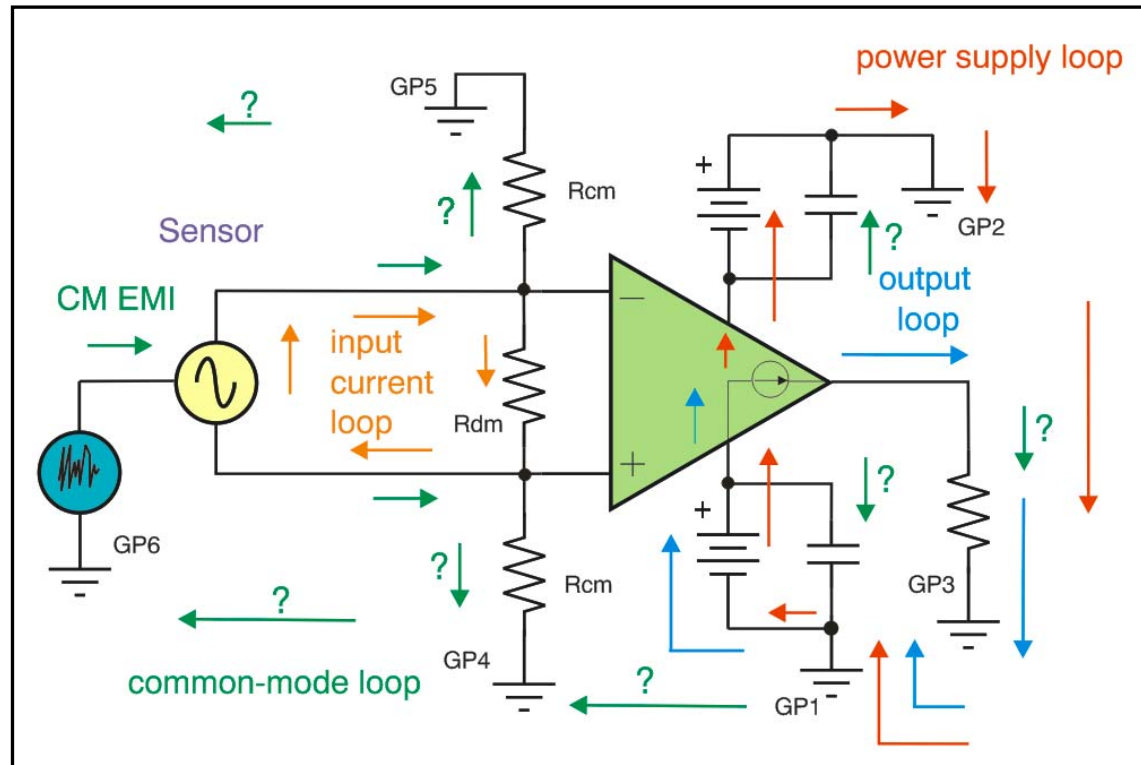 power supply loop
?
GP5
+
Rcm
?
?
GP2
Sensor
output
loop
CM EMI
−
input
current
loop
Rdm
?
?
+
+
GP6
?
Rcm
GP3
?
GP4
common-mode loop
?
GP1